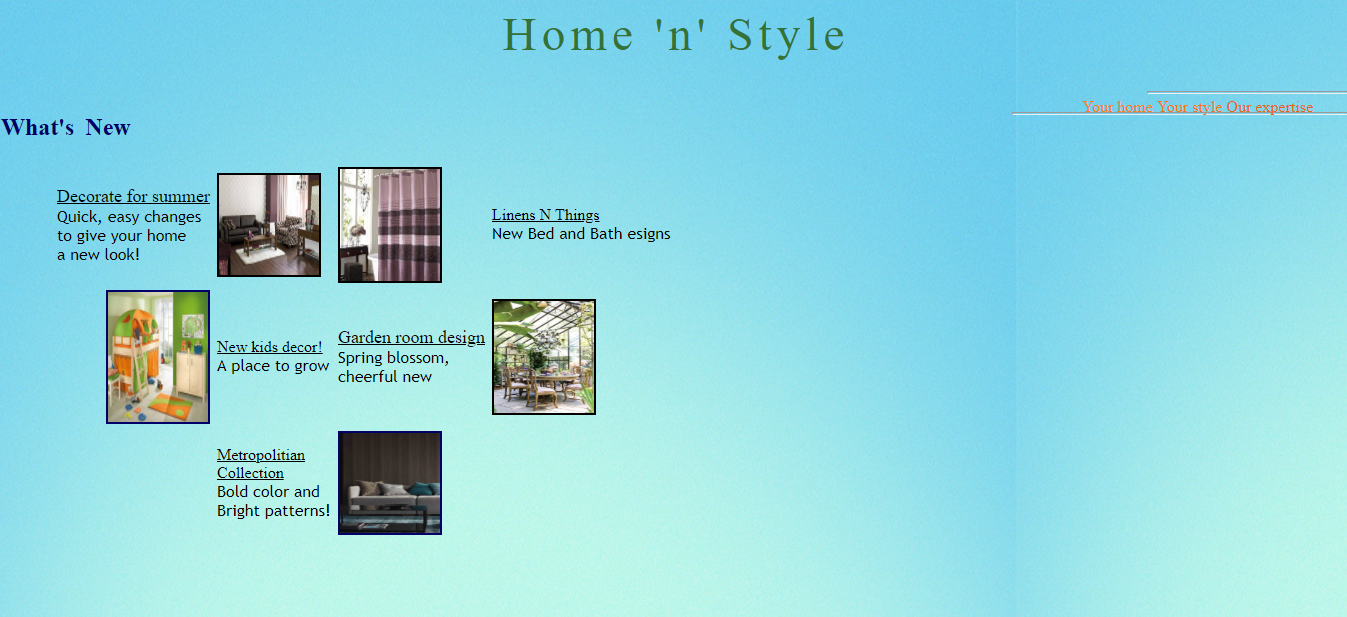 Home 'n' Style
Your home Your style Our expertise
What's New
Decorate for summer
Quick, easy changes
to give your home
a new look!
Linens N Things
New Bed and Bath esigns
New kids decor!
A place to grow
Garden room design
Spring blossom,
cheerful new
Metropolitian
Collection
Bold color and
Bright patterns!